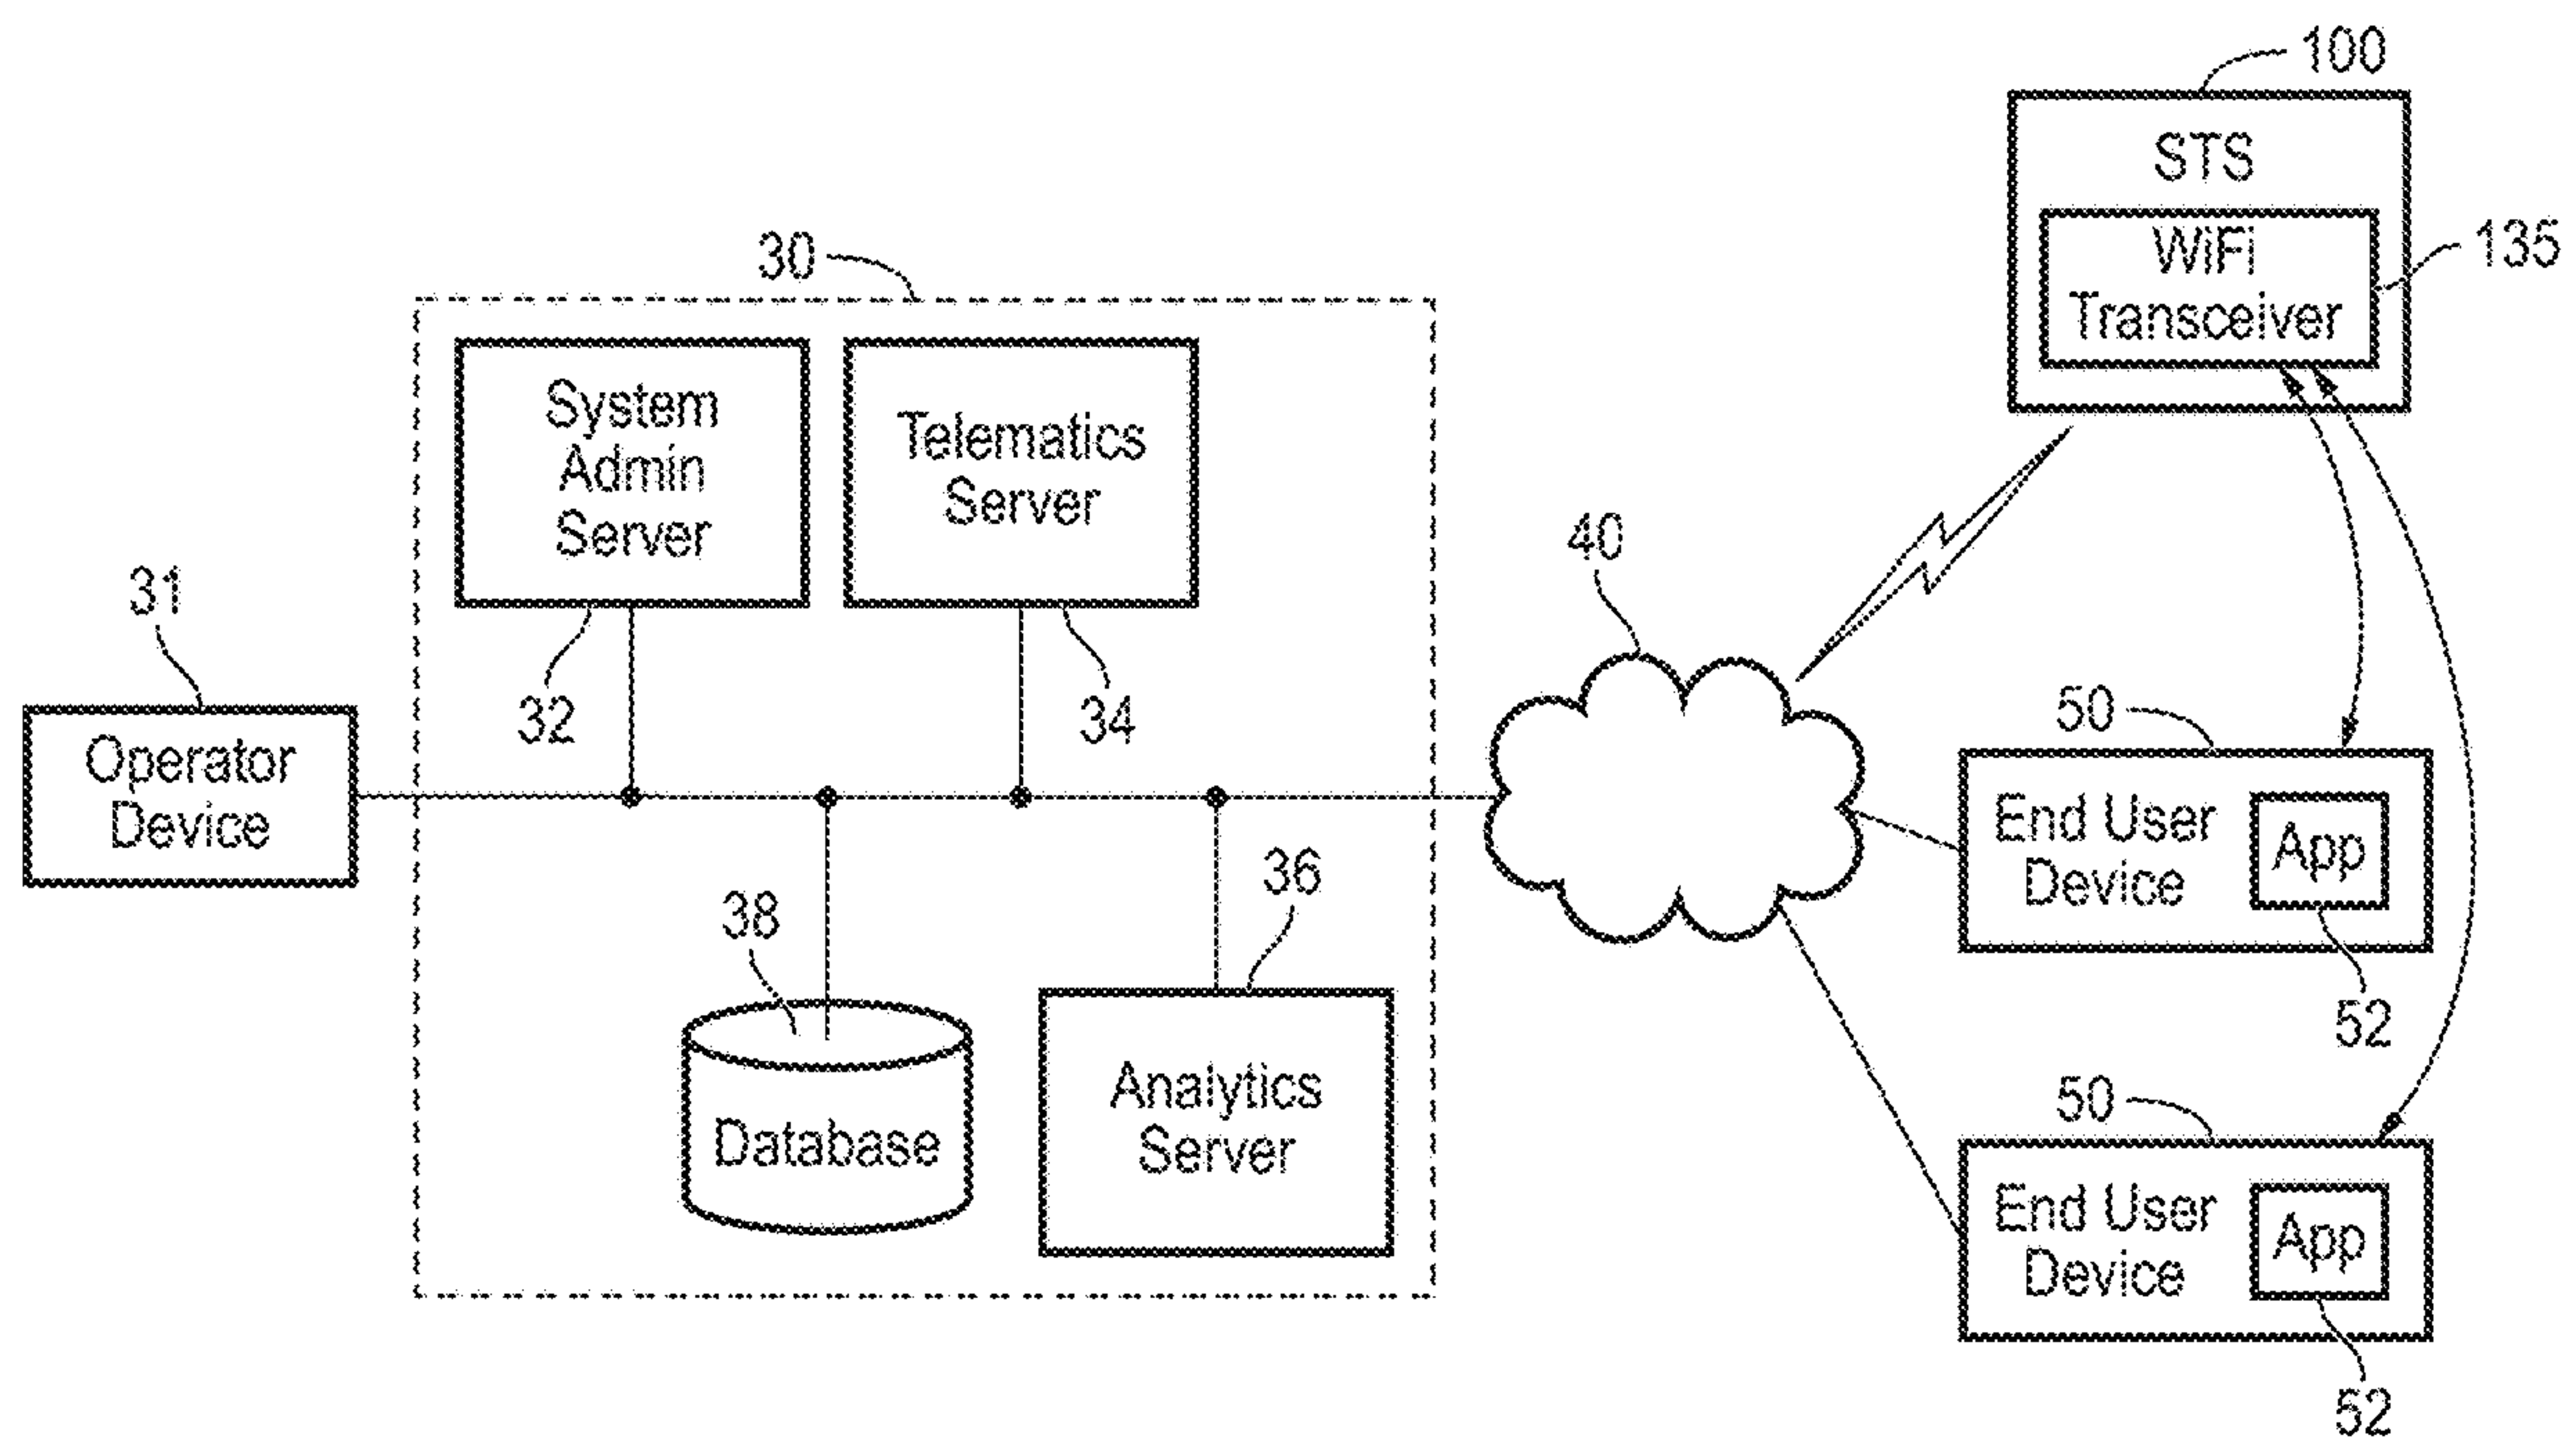 100
STS
WiFi
Transceiver
135
30
System
Admin
Server
32
Telematics
Server
34
31
Operator
Device
40
38
Database
36
Analytics
Server
50
End User
Device
App
52
50
End User
Device
App
52